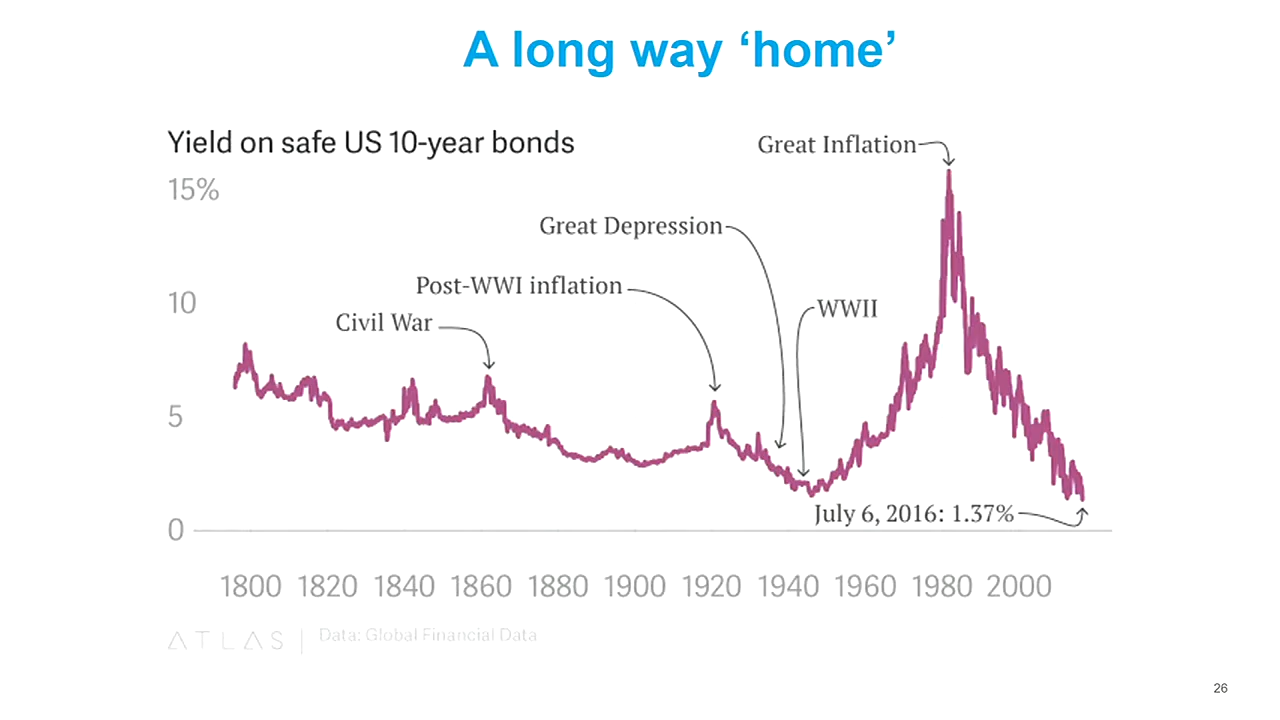 A long way ‘home’
Yield on safe US 10-year bonds
Great Inflation
15%
Great Depression
Post-WWI inflation
10
WWII
Civil War
5
July 6, 2016: 1.37%
0
1800 1820 1840 1860 1880 1900 1920 1940 1960 1980 2000
ATLAS | Data: Global Financial Data
26